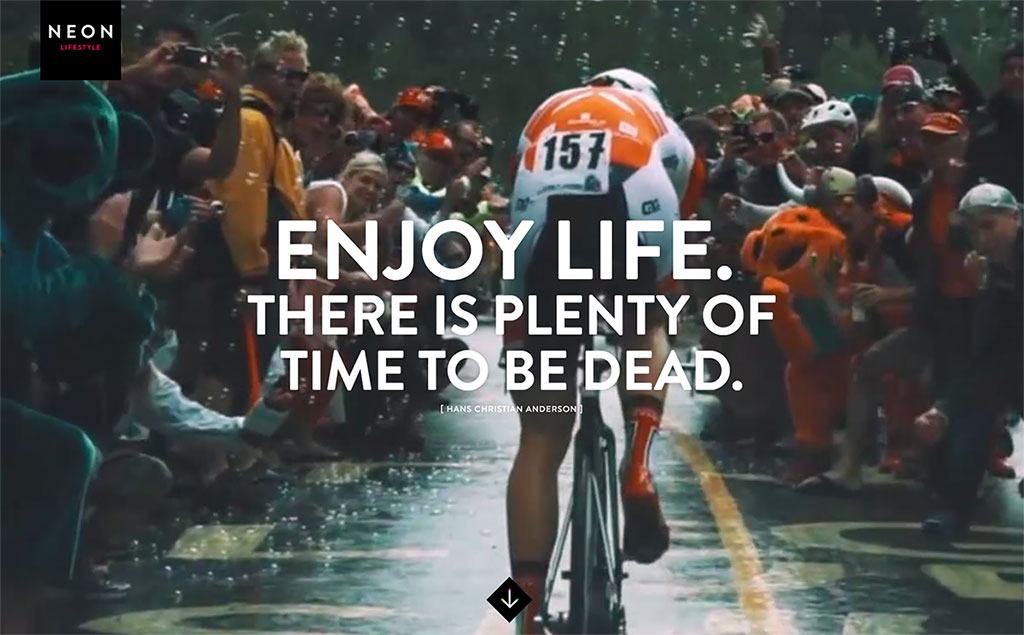 NEON
LIFESTYLE
157
ENJOY LIFE.
THERE IS PLENTY OF
TIME TO BE DEAD.
[ HANS CHRISTIAN ANDERSON ]